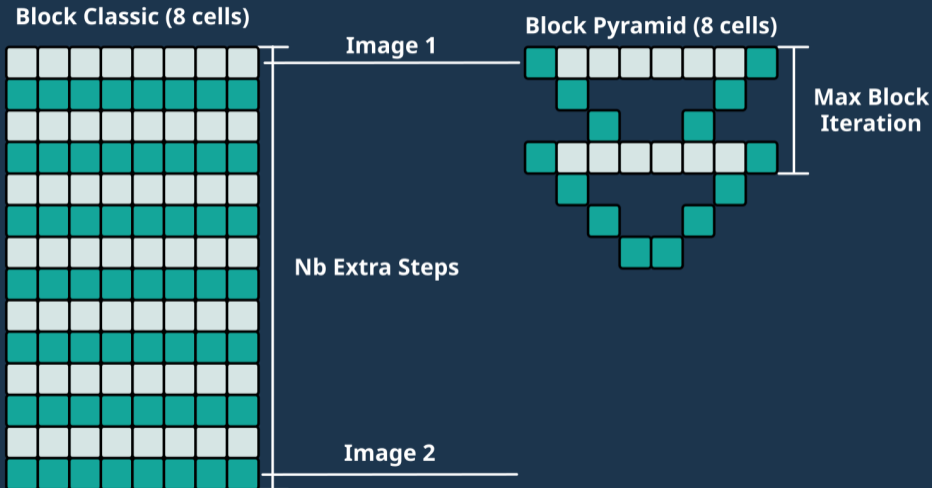 Block Classic (8 cells)
Block Pyramid (8 cells)
Image 1
Max Block
Iteration
Nb Extra Steps
Image 2